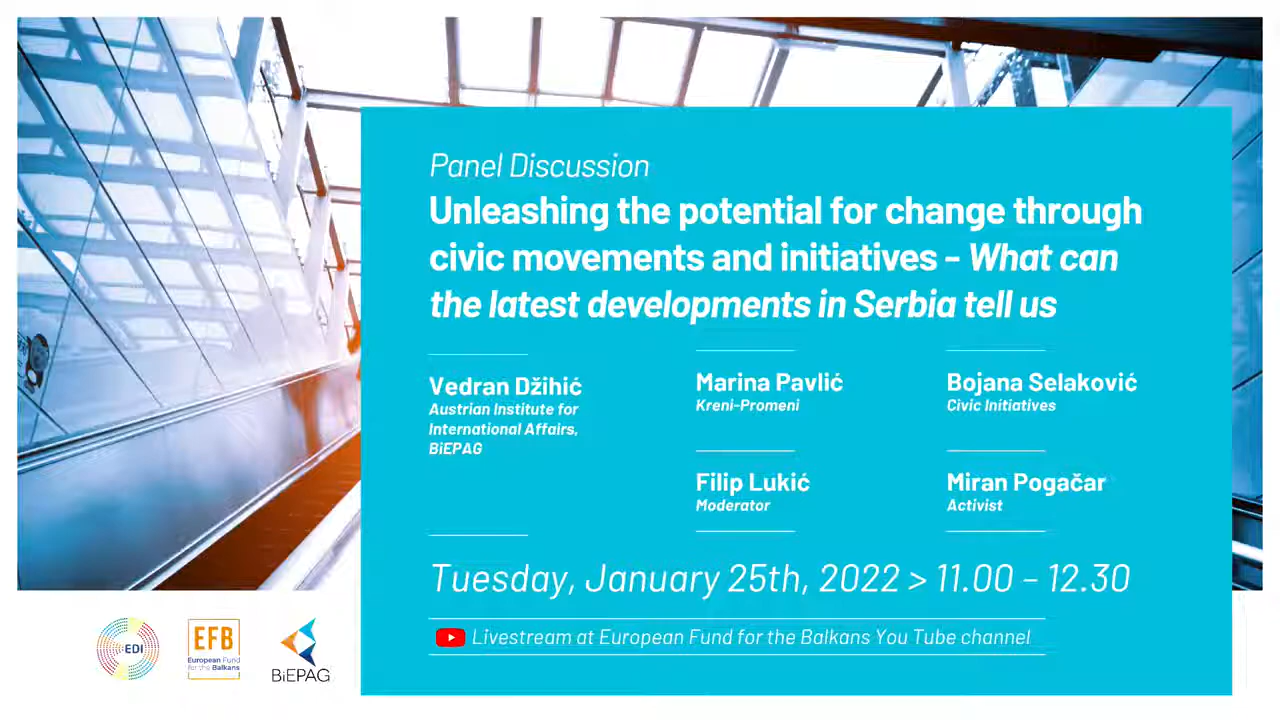 Panel Discussion
Unleashing the potential for change through
civic movements and initiatives - What can
the latest developments in Serbia tell us
Vedran Džihić
Austrian Institute for
International Affairs,
BiEPAG
Marina Pavlić
Kreni-Promeni
Bojana Selaković
Civic Initiatives
Filip Lukić
Moderator
Miran Pogačar
Activist
Tuesday, January 25th, 2022 > 11.00 – 12.30
Livestream at European Fund for the Balkans You Tube channel
EDI
EFB
European Fund
for the Balkans
BiEPAG